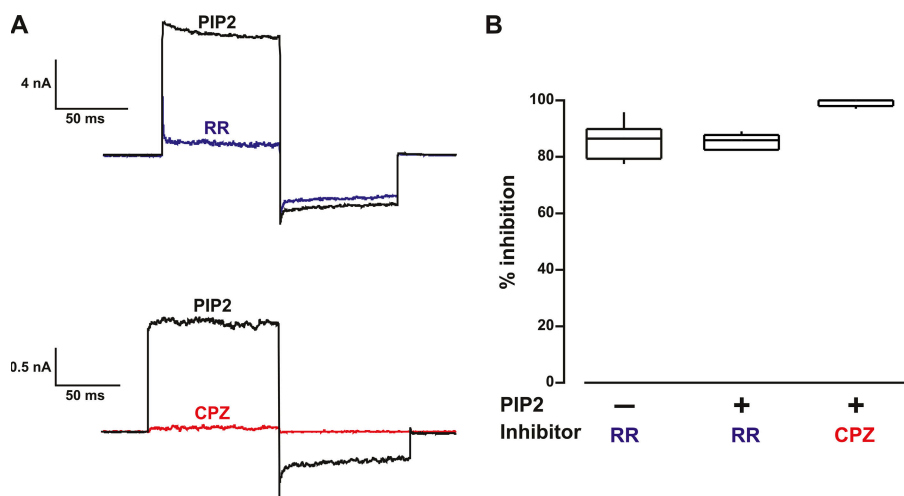 A
PIP2
4 nA
50 ms
RR
PIP2
0.5 nA
50 ms
CPZ
B
% inhibition
100
80
60
40
20
0
PIP2 – + +
Inhibitor RR RR CPZ